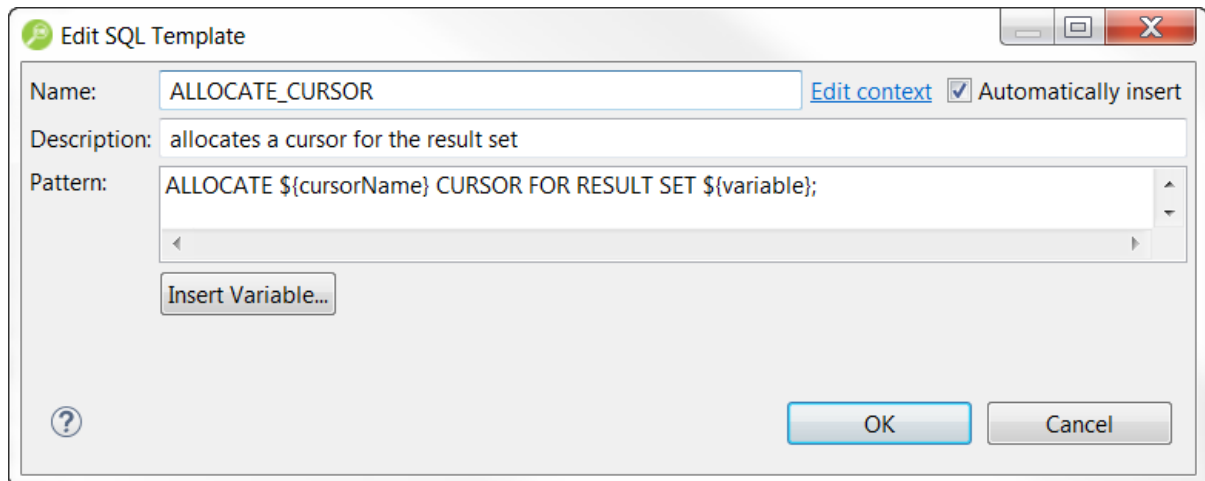 Edit SQL Template
Name: ALLOCATE_CURSOR Edit context Automatically insert
Description: allocates a cursor for the result set
Pattern: ALLOCATE ${cursorName} CURSOR FOR RESULT SET ${variable};
Insert Variable...
? OK Cancel